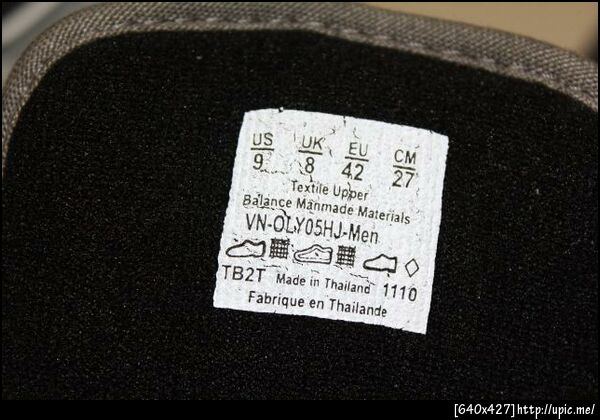 US UK EU CM
9 8 42 27
Textile Upper
Balance Manmade Materials
VN-OLY05HJ-Men
TB2T Made in Thailand 1110
Fabrique en Thailande
[640x427]http://upic.me/